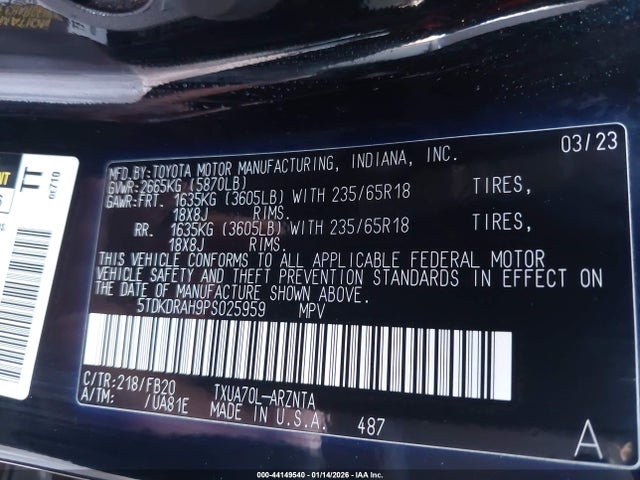 03/23
MFD.BY:TOYOTA MOTOR MANUFACTURING, INDIANA, INC.
GVWR:2665KG (5870LB)
GAWR:FRT. 1635KG (3605LB) WITH 235/65R18 TIRES,
18X8J RIMS.
RR. 1635KG (3605LB) WITH 235/65R18 TIRES,
18X8J RIMS.
THIS VEHICLE CONFORMS TO ALL APPLICABLE FEDERAL MOTOR
VEHICLE SAFETY AND THEFT PREVENTION STANDARDS IN EFFECT ON
THE DATE OF MANUFACTURE SHOWN ABOVE.
5TDKDRAH9PS025959 MPV
C/TR:218/FB20 TXUA70L-ARZNTA
A/TM: /UA81E MADE IN U.S.A. 487
A
TT
0E710
000-44149540 - 01/14/2026 - IAA Inc.